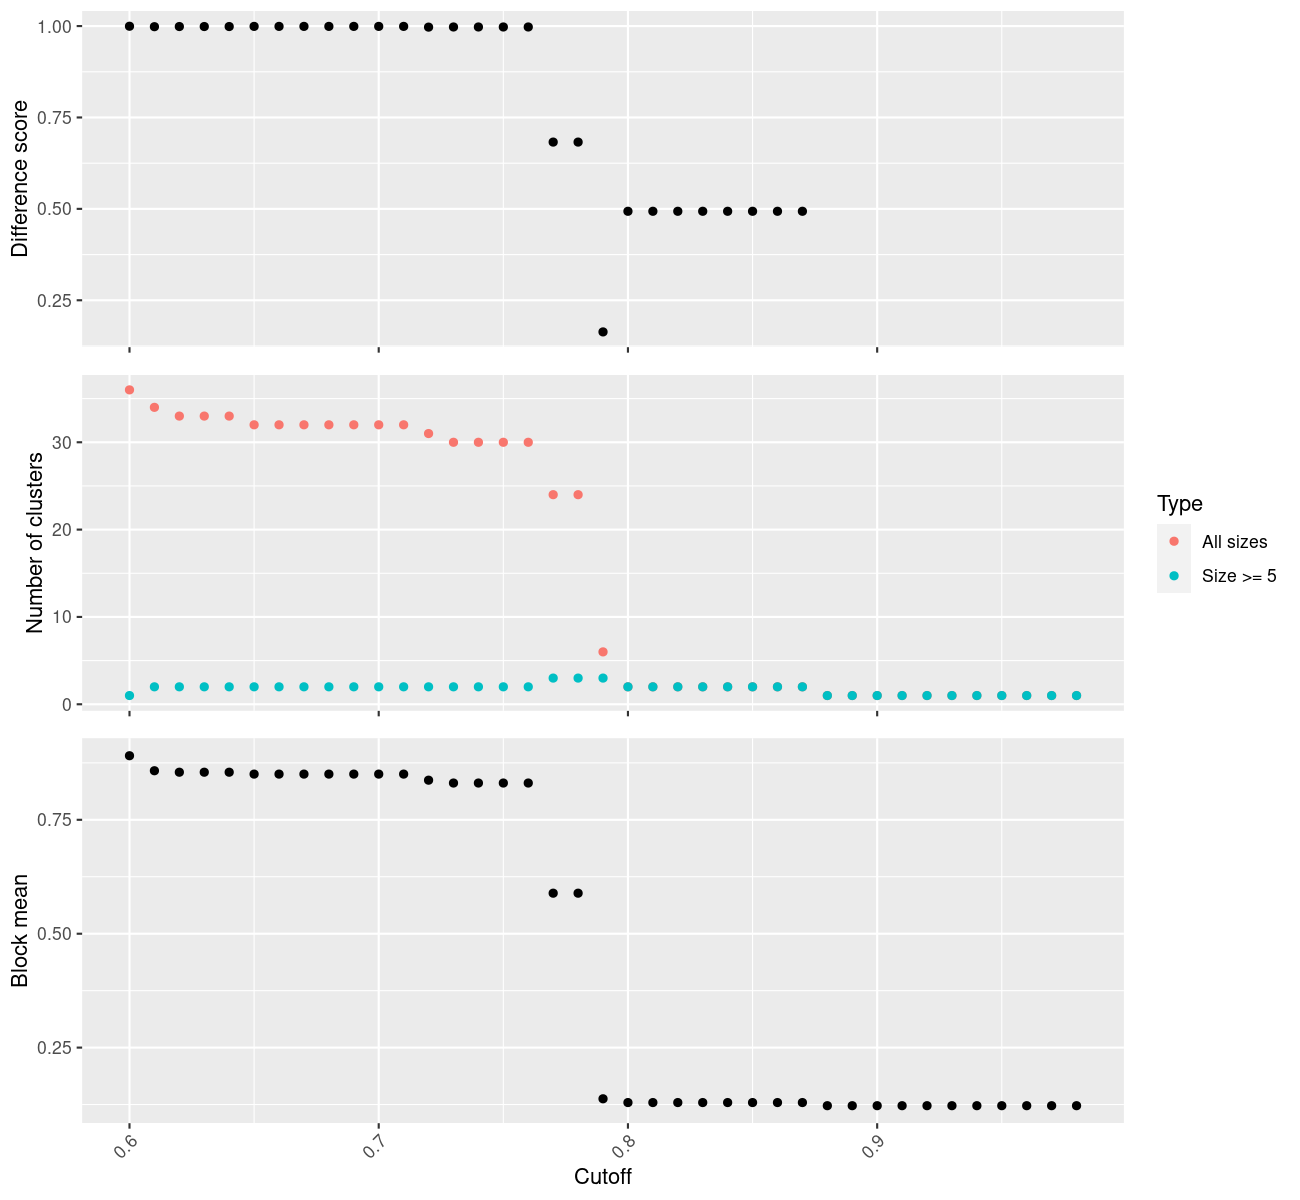 Difference score
1.00
0.75
0.50
0.25
Number of clusters
30
20
10
0
Type
All sizes
Size >= 5
Block mean
0.75
0.50
0.25
0.6
0.7
0.8
0.9
Cutoff